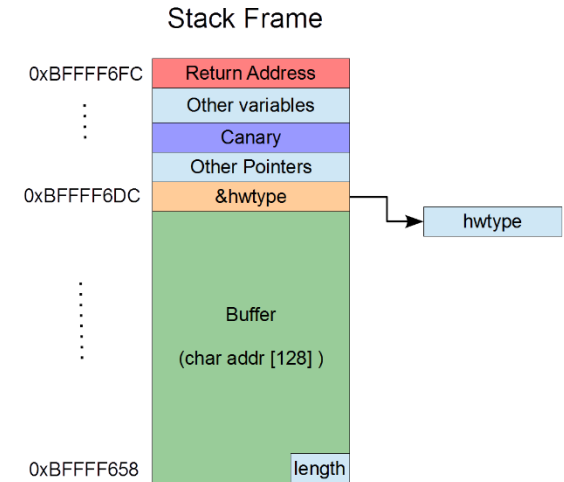 Stack Frame
0xBFFFF6FC
Return Address
Other variables
Canary
Other Pointers
0xBFFFF6DC
&hwtype
hwtype
Buffer
(char addr [128] )
0xBFFFF658
length